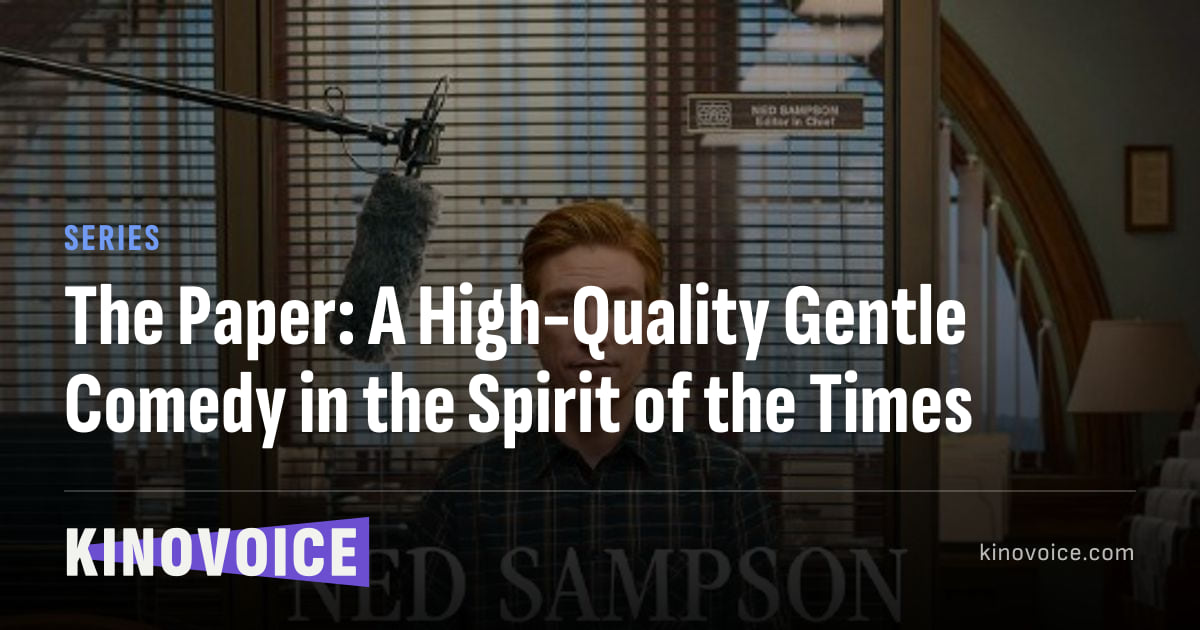 NED SAMPSON
Editor in Chief
SERIES
The Paper: A High-Quality Gentle
Comedy in the Spirit of the Times
KINOVOICE
kinovoice.com
NED SAMPSON